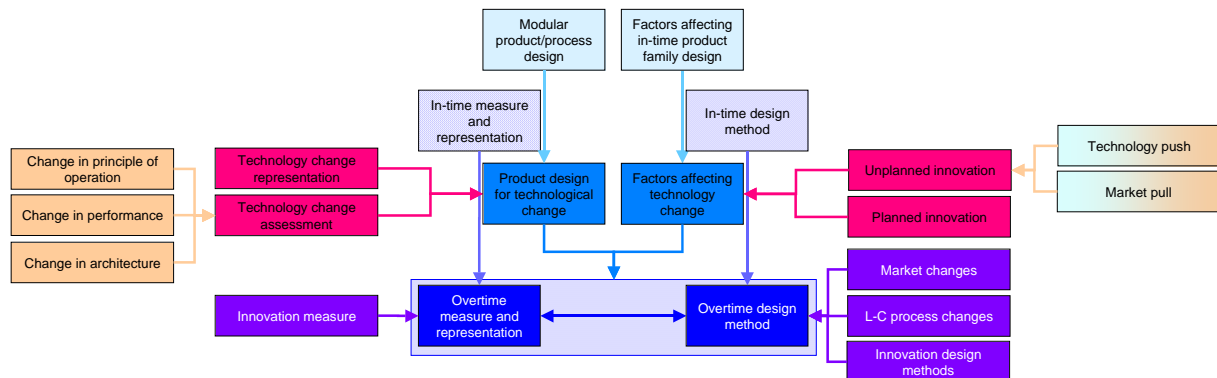 Modular
product/process
design
Factors affecting
in-time product
family design
In-time measure
and
representation
In-time design
method
Change in principle of
operation
Change in performance
Change in architecture
Technology change
representation
Technology change
assessment
Product design
for technological
change
Factors affecting
technology
change
Unplanned innovation
Planned innovation
Technology push
Market pull
Innovation measure
Overtime
measure and
representation
Overtime design
method
Market changes
L-C process changes
Innovation design
methods